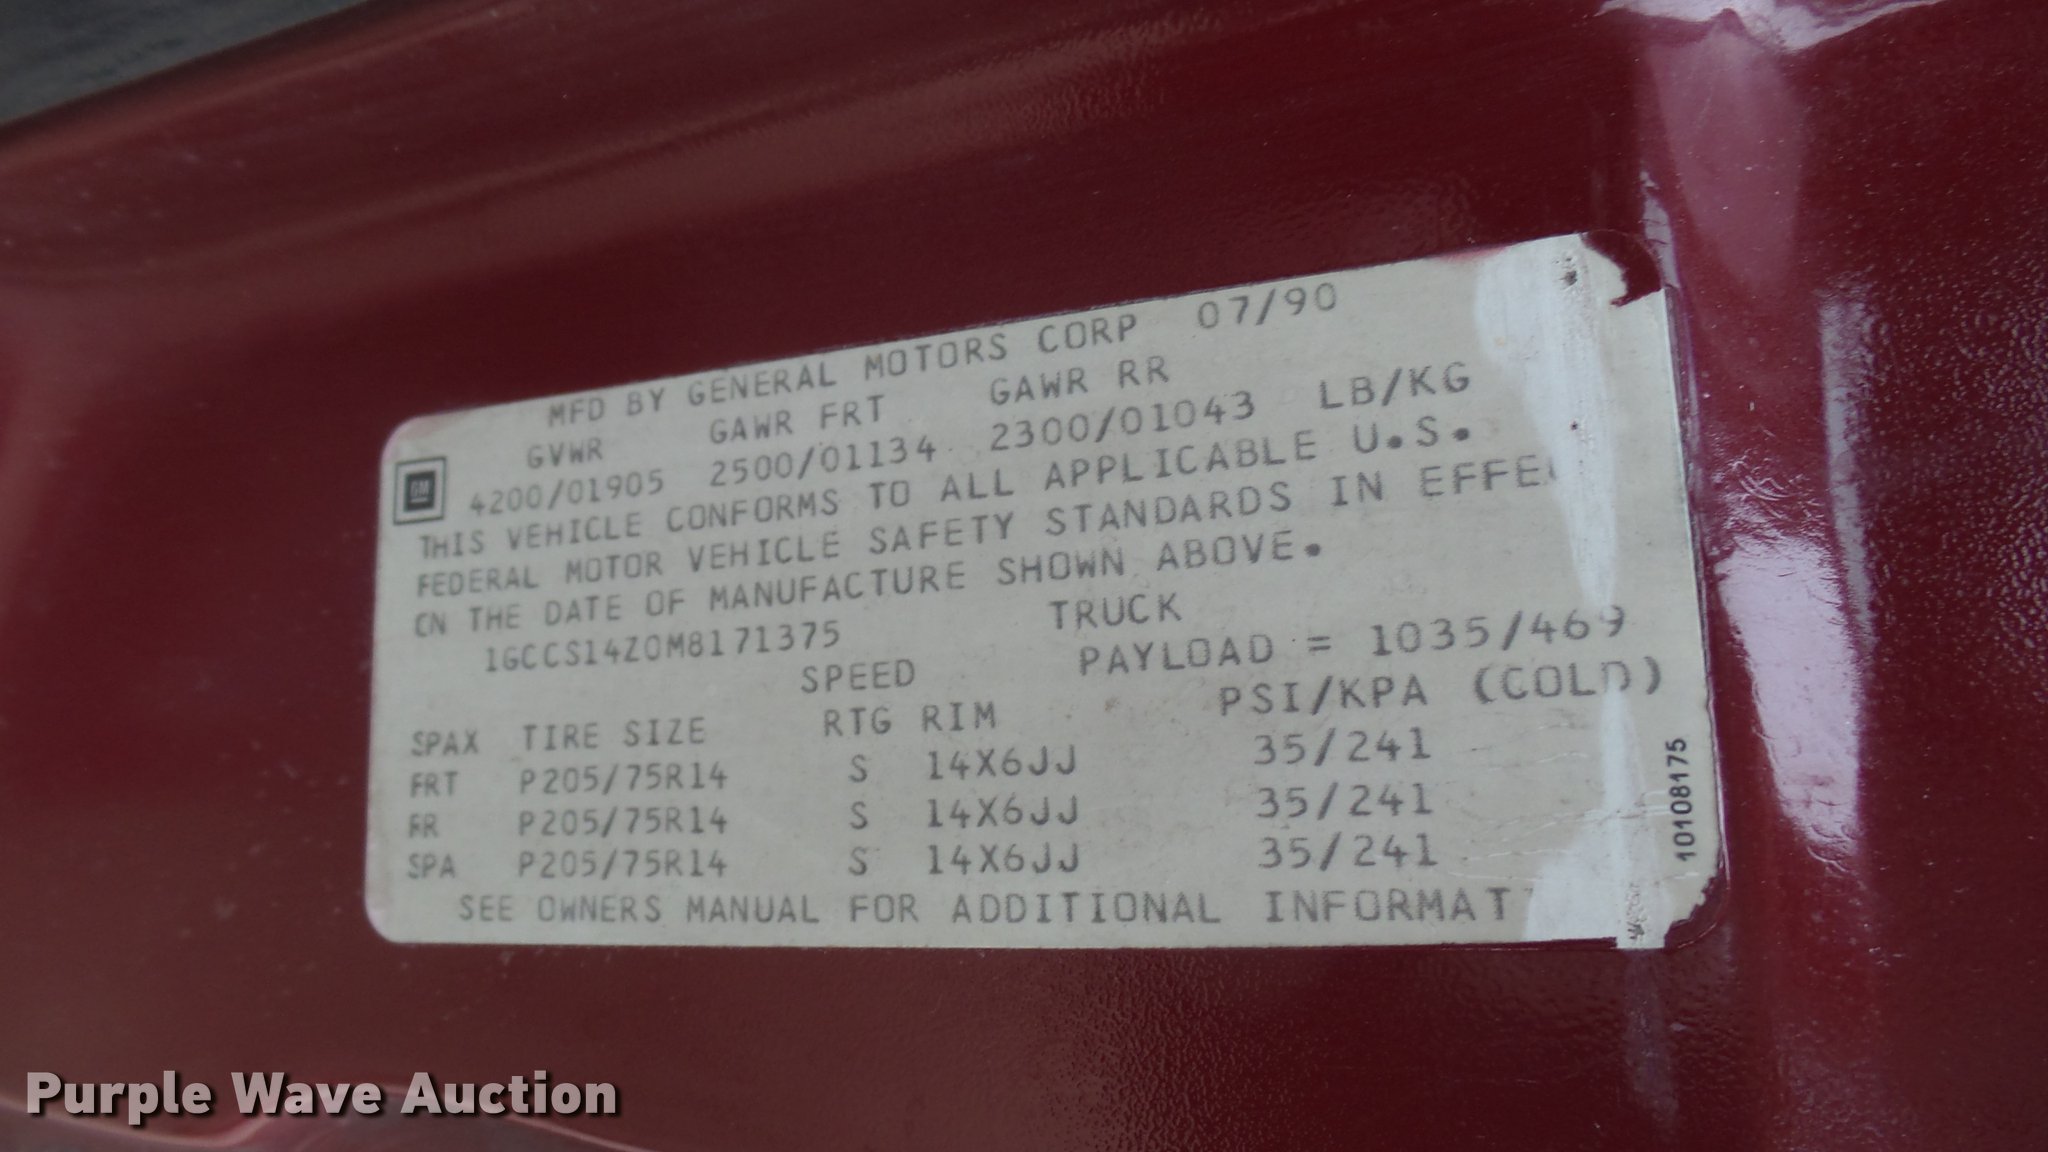 MFD BY GENERAL MOTORS CORP 07/90
GVWR GAWR FRT GAWR RR
4200/01905 2500/01134 2300/01043 LB/KG
THIS VEHICLE CONFORMS TO ALL APPLICABLE U.S.
FEDERAL MOTOR VEHICLE SAFETY STANDARDS IN EFFE
ON THE DATE OF MANUFACTURE SHOWN ABOVE.
1GCCS14Z0M8171375 TRUCK
SPEED PAYLOAD = 1035/469
SPAX TIRE SIZE RTG RIM PSI/KPA (COLD)
FRT P205/75R14 S 14X6JJ 35/241
RR P205/75R14 S 14X6JJ 35/241
SPA P205/75R14 S 14X6JJ 35/241
SEE OWNERS MANUAL FOR ADDITIONAL INFORMAT
10108175
GM
Purple Wave Auction